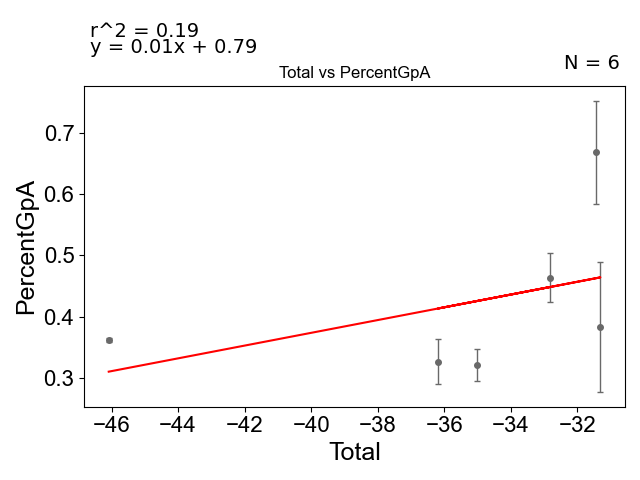 r^2 = 0.19
y = 0.01x + 0.79
N = 6
Total vs PercentGpA
PercentGpA
0.7
0.6
0.5
0.4
0.3
−46
−44
−42
−40
−38
−36
−34
−32
Total